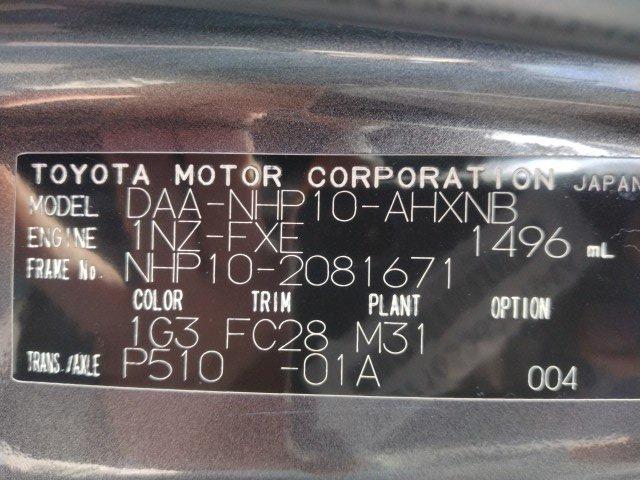 TOYOTA MOTOR CORPORATION JAPAN
MODEL DAA-NHP10-AHXNB
ENGINE 1NZ-FXE 1496 mL
FRAME No. NHP10-2081671
COLOR TRIM PLANT OPTION
1G3 FC28 M31
TRANS./AXLE P510 -01A 004